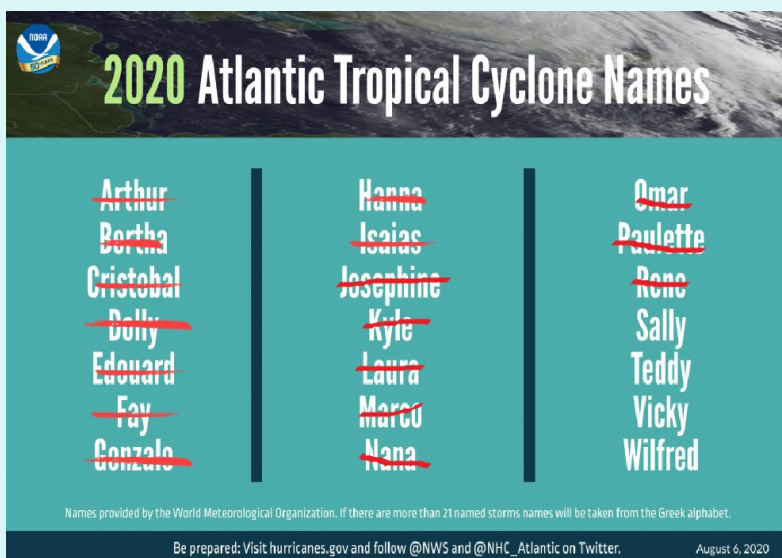 NOAA
50 YEARS
2020 Atlantic Tropical Cyclone Names
Arthur
Bertha
Cristobal
Dolly
Edouard
Fay
Gonzalo
Hanna
Isaias
Josephine
Kyle
Laura
Marco
Nana
Omar
Paulette
Rene
Sally
Teddy
Vicky
Wilfred
Names provided by the World Meteorological Organization. If there are more than 21 named storms names will be taken from the Greek alphabet.
Be prepared: Visit hurricanes.gov and follow @NWS and @NHC_Atlantic on Twitter. August 6, 2020